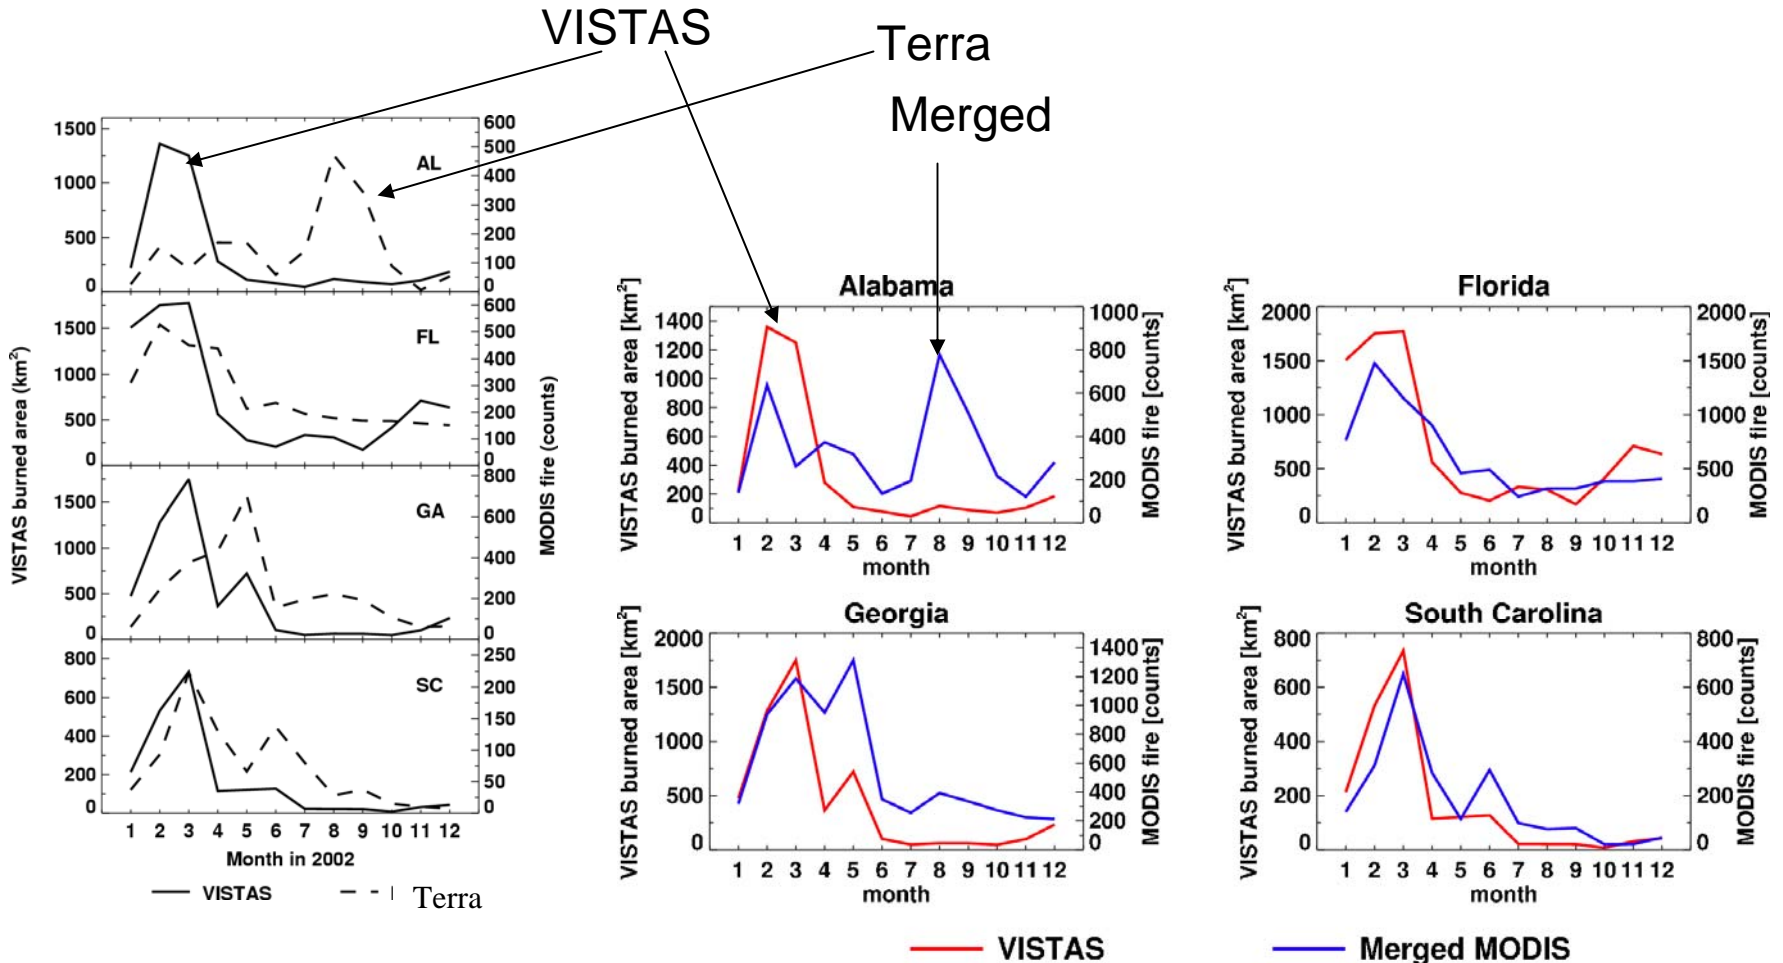 VISTAS
Terra
Merged
1500
1000
500
0
600
500
400
300
200
100
0
AL
1500
1000
500
0
600
500
400
300
200
100
0
FL
1500
1000
500
0
800
600
400
200
0
GA
800
600
400
200
0
250
200
150
100
50
0
SC
VISTAS burned area (km²)
MODIS fire (counts)
1 2 3 4 5 6 7 8 9 10 11 12
Month in 2002
VISTAS
Terra
Alabama
VISTAS burned area [km²]
1400
1200
1000
800
600
400
200
0
1000
800
600
400
200
0
MODIS fire [counts]
1 2 3 4 5 6 7 8 9 10 11 12
month
Florida
VISTAS burned area [km²]
2000
1500
1000
500
0
2000
1500
1000
500
0
MODIS fire [counts]
1 2 3 4 5 6 7 8 9 10 11 12
month
Georgia
VISTAS burned area [km²]
2000
1500
1000
500
0
1400
1200
1000
800
600
400
200
0
MODIS fire [counts]
1 2 3 4 5 6 7 8 9 10 11 12
month
South Carolina
VISTAS burned area [km²]
800
600
400
200
0
800
600
400
200
0
MODIS fire [counts]
1 2 3 4 5 6 7 8 9 10 11 12
month
VISTAS
Merged MODIS